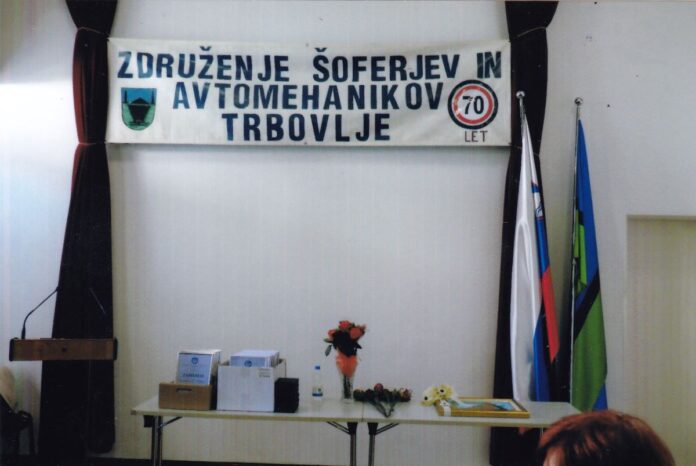 ZDRUŽENJE ŠOFERJEV IN
AVTOMEHANIKOV
TRBOVLJE
70
LET